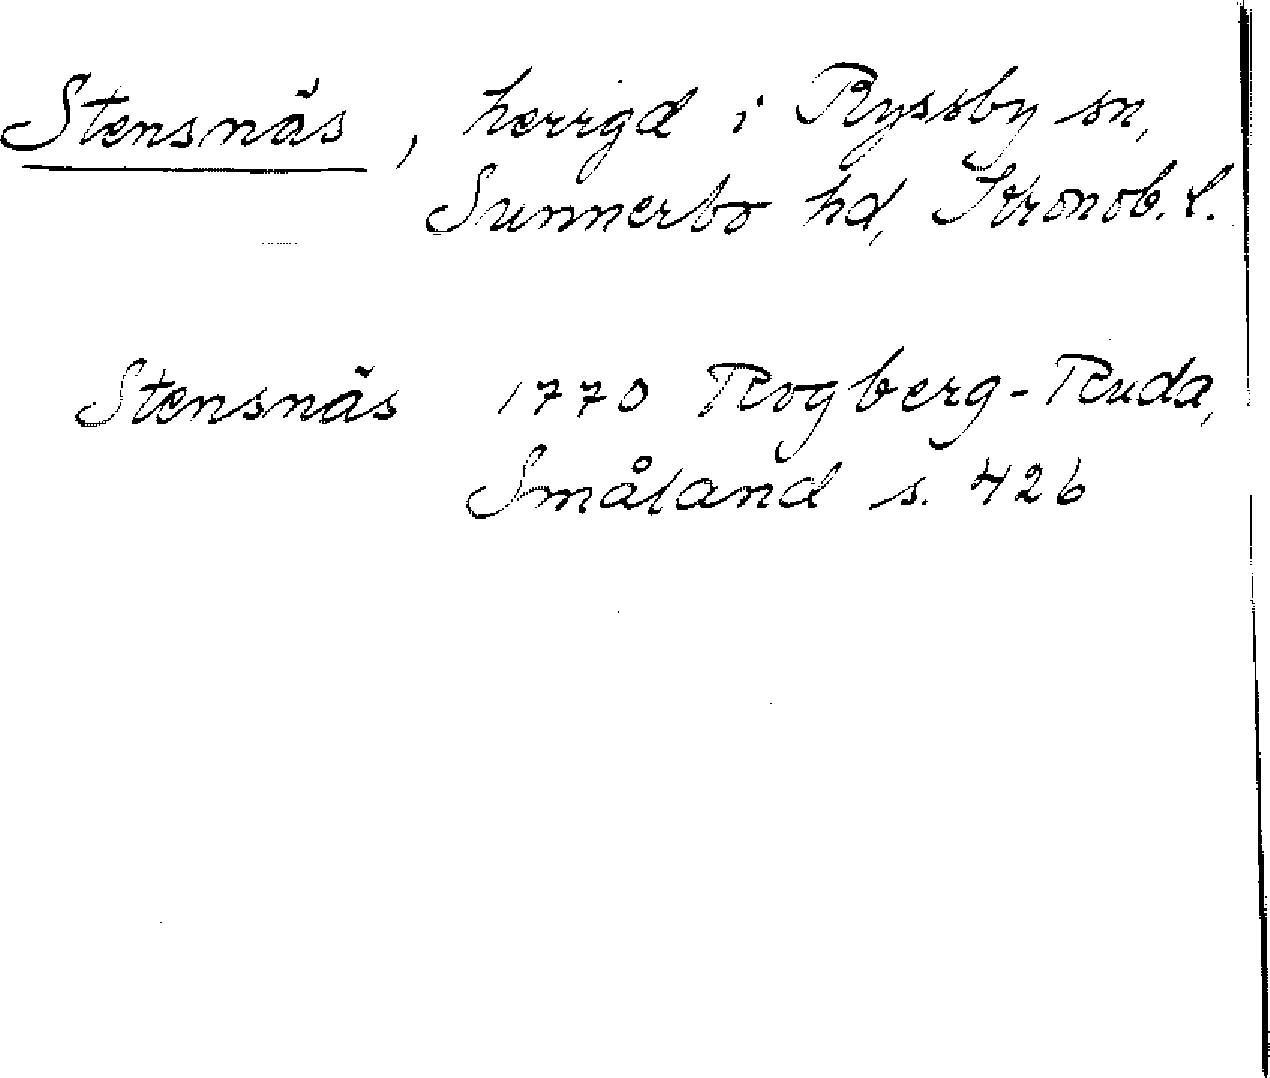 Stensnäs, herrgd i Ryssby sn,
Sunnerbo hd, Kronob. l.
Stensnäs 1770 Rogberg-Ruda,
Småland s. 426